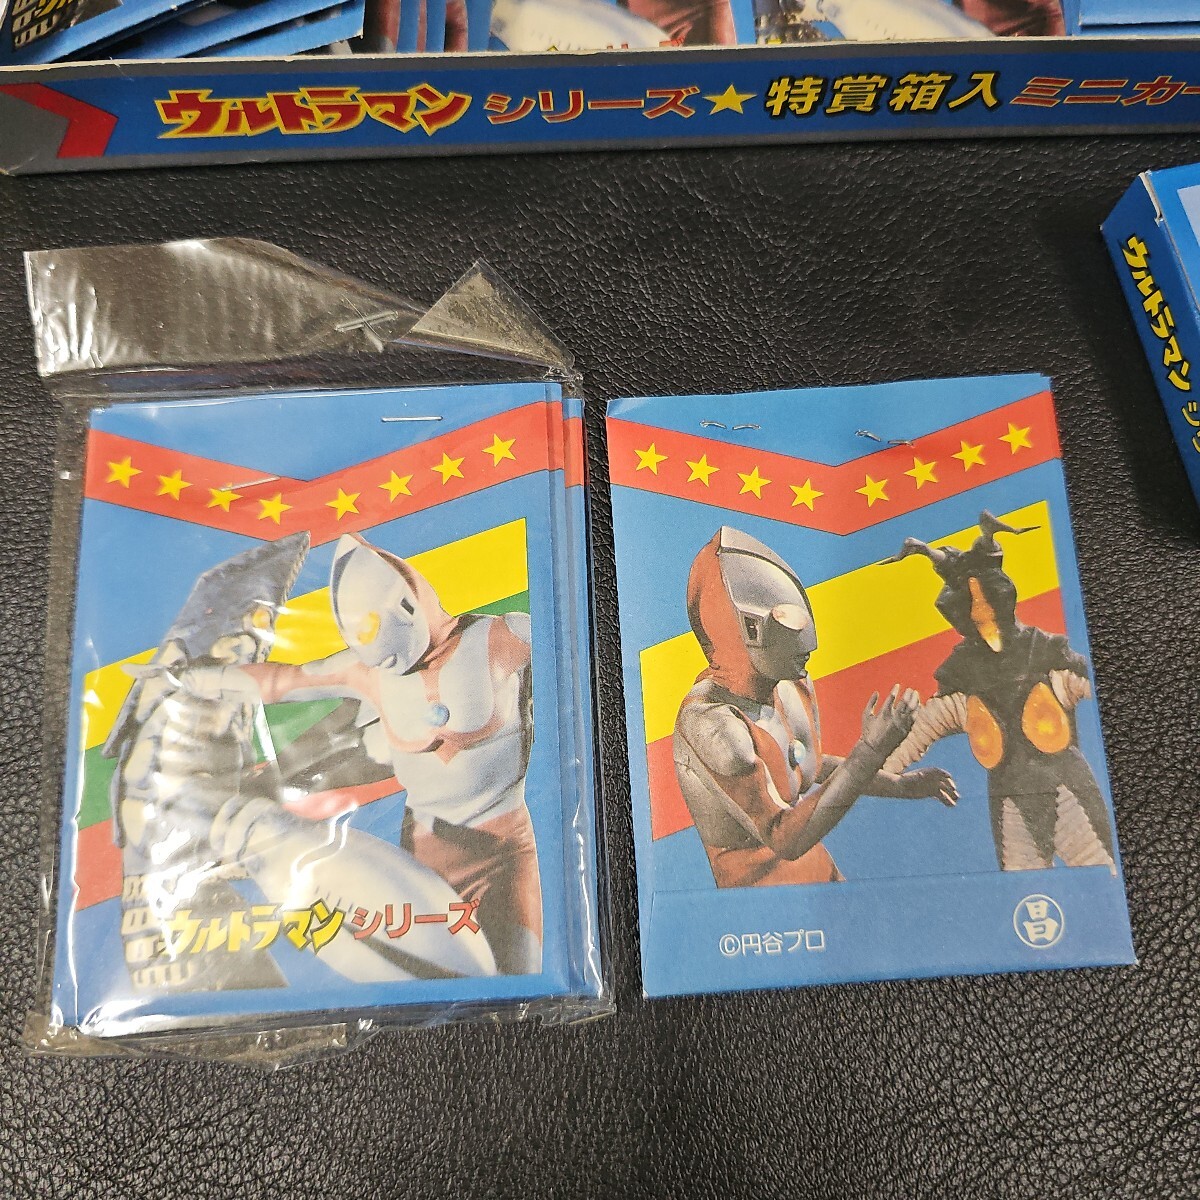 ウルトラマン シリーズ★特賞箱入 ミニカー
ウルトラマン シリ
ウルトラマン シリーズ
©円谷プロ
昌